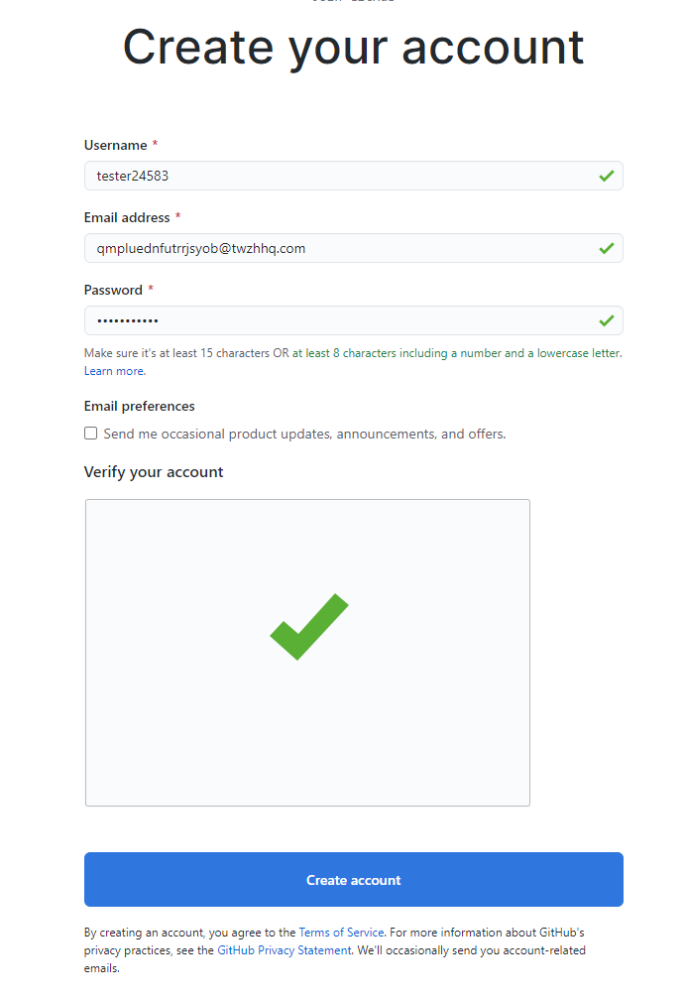 Create your account
Username *
tester24583
Email address *
qmpluednfutrrjsyob@twzhhq.com
Password *
•••••••••••
Make sure it's at least 15 characters OR at least 8 characters including a number and a lowercase letter.
Learn more.
Email preferences
Send me occasional product updates, announcements, and offers.
Verify your account
Create account
By creating an account, you agree to the Terms of Service. For more information about GitHub's
privacy practices, see the GitHub Privacy Statement. We'll occasionally send you account-related
emails.